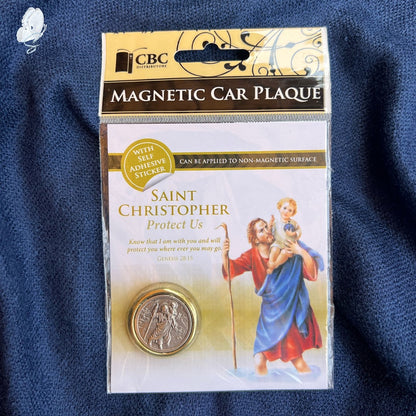 CBC
DISTRIBUTORS
MAGNETIC CAR PLAQUE
WITH
SELF
ADHESIVE
STICKER
CAN BE APPLIED TO NON-MAGNETIC SURFACE
SAINT
CHRISTOPHER
Protect Us
Know that I am with you and will
protect you where ever you may go.
GENESIS 28:15